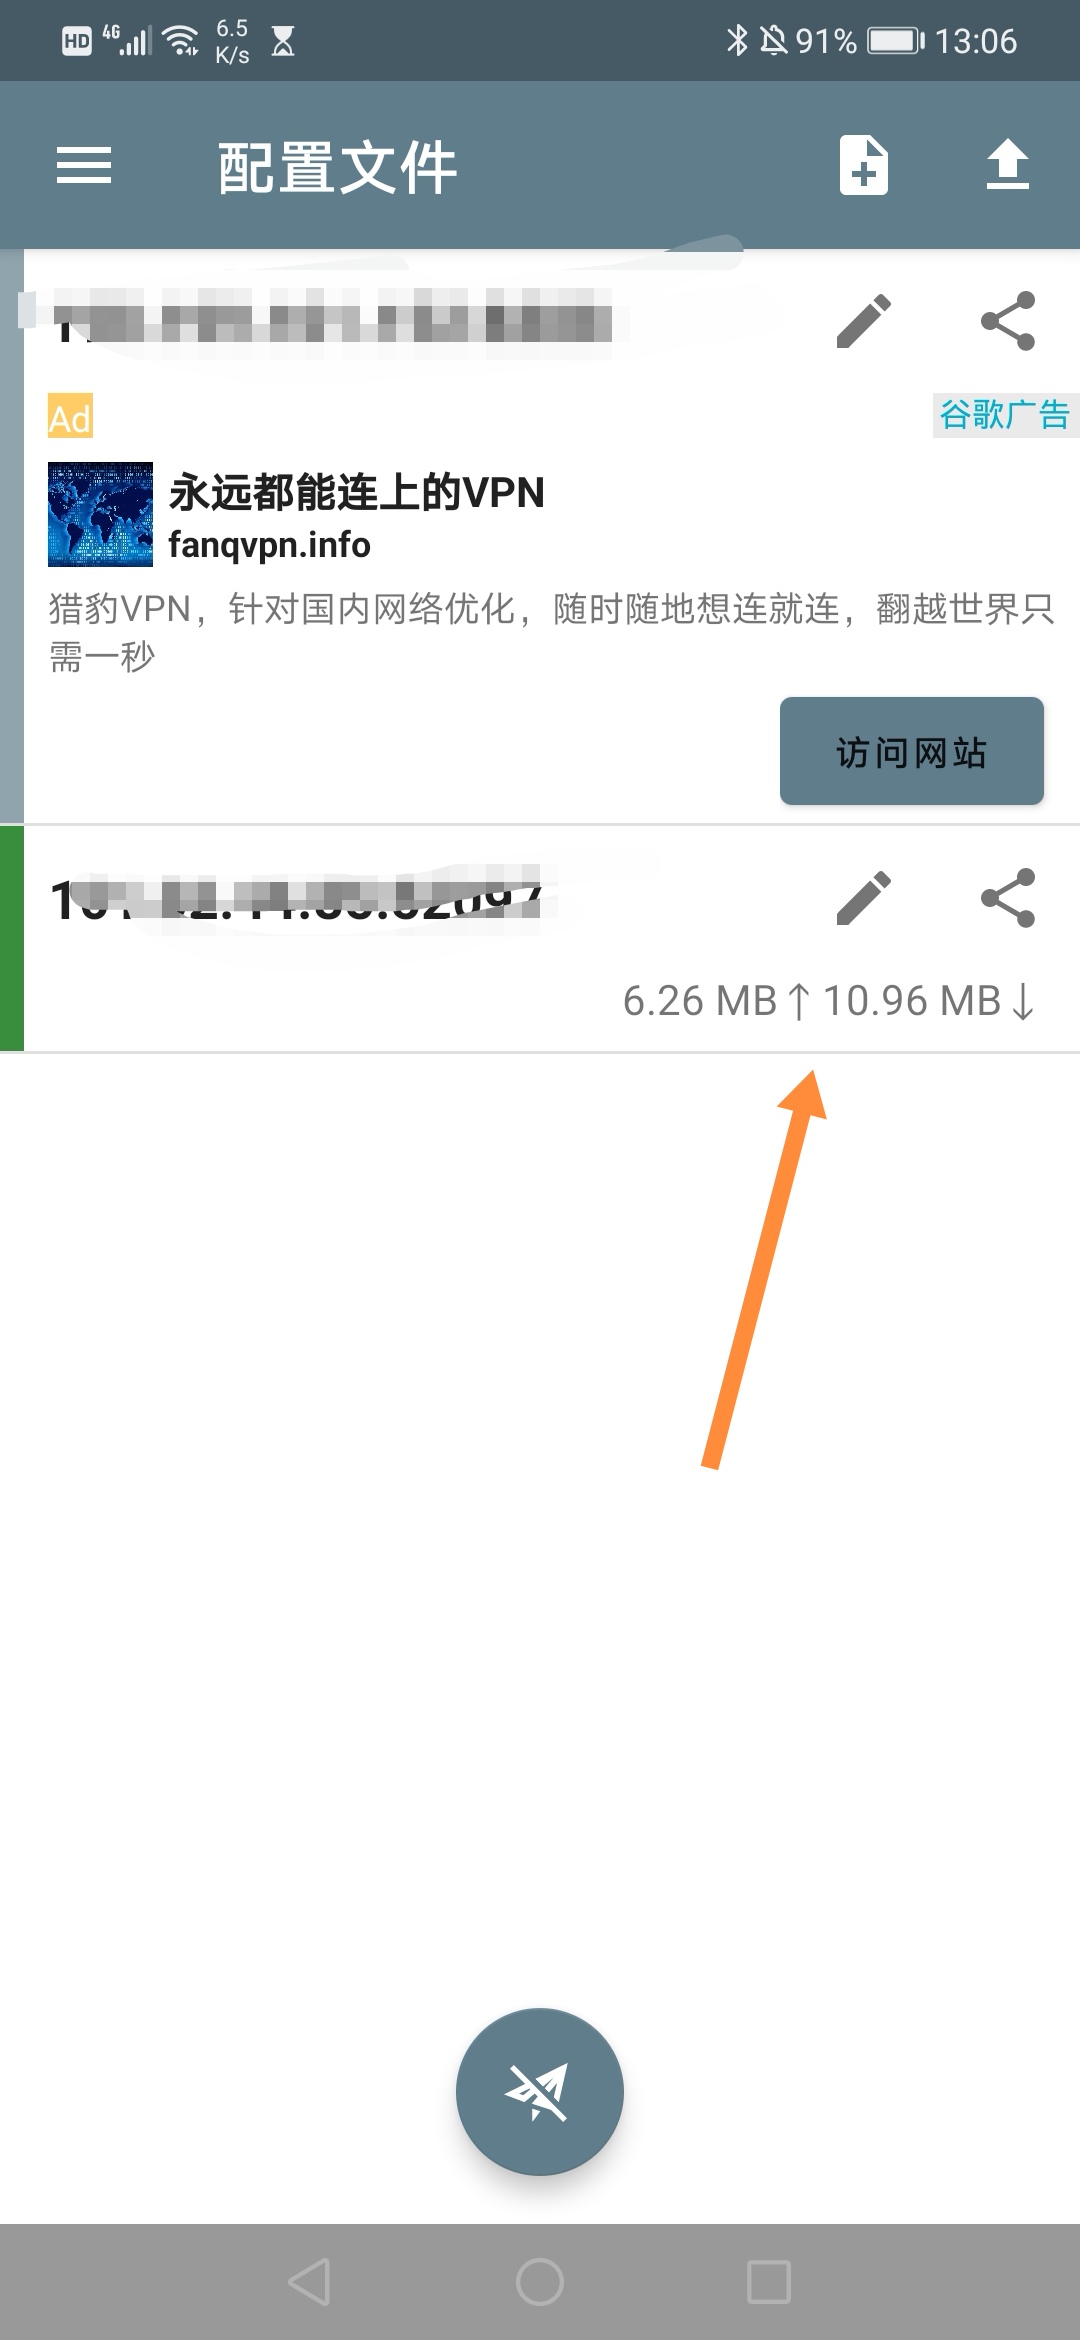 HD 4G 6.5 K/s 91% 13:06
配置文件
Ad
谷歌广告
永远都能连上的VPN
fanqvpn.info
猎豹VPN，针对国内网络优化，随时随地想连就连，翻越世界只
需一秒
访问网站
6.26 MB↑ 10.96 MB↓